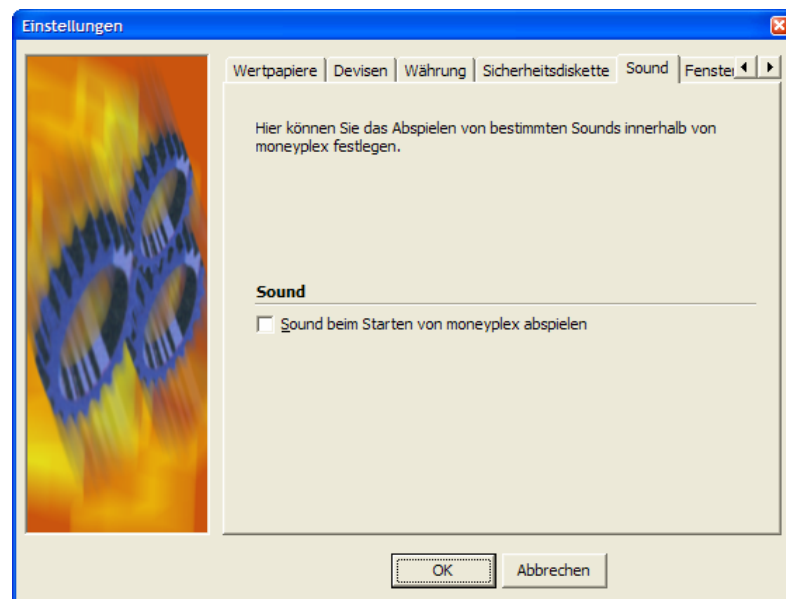 Einstellungen
Wertpapiere Devisen Währung Sicherheitsdiskette Sound Fenster
Hier können Sie das Abspielen von bestimmten Sounds innerhalb von
moneyplex festlegen.
Sound
Sound beim Starten von moneyplex abspielen
OK Abbrechen